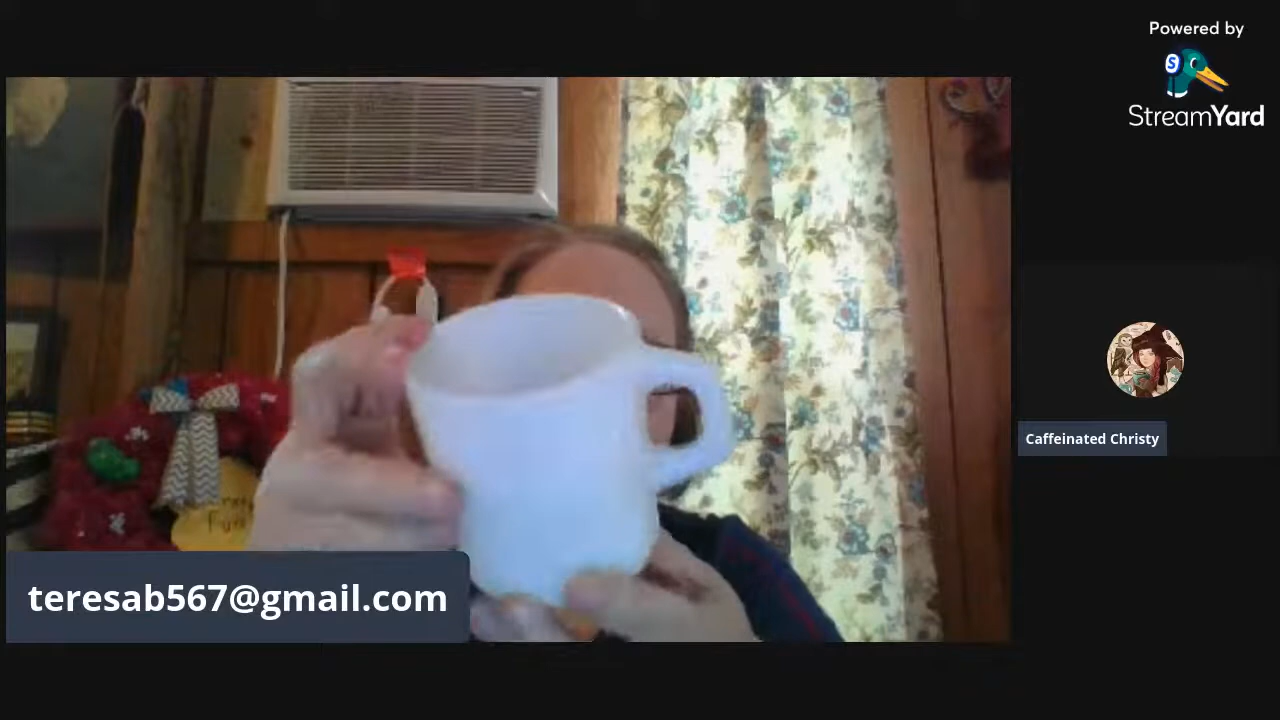 Powered by
S
StreamYard
Caffeinated Christy
teresab567@gmail.com